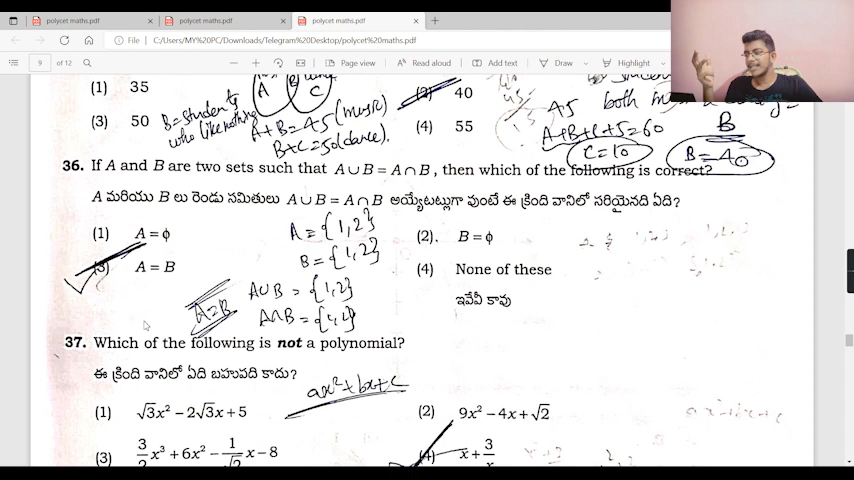 polycet maths.pdf
polycet maths.pdf
polycet maths.pdf
File C:/Users/MY%20PC/Downloads/Telegram%20Desktop/polycet%20maths.pdf
9 of 12 Page view Read aloud Add text Draw Highlight
(1) 35
(2) 40
(3) 50
(4) 55
A B C
B=students
who like nothing
A+B=45 (music)
B+C=50 (dance).
45 both
A+B+C+5=60
C=10
B
B=40
36. If A and B are two sets such that A∪B = A∩B, then which of the following is correct?
A మరియు B లు రెండు సమితులు A∪B = A∩B అయ్యేటట్లుగా వుంటే ఈ క్రింది వానిలో సరియైనది ఏది?
(1) A = ϕ
(2). B = ϕ
(3) A = B
(4) None of these
ఇవేవీ కావు
A = {1,2}
B = {1,2}
A∪B = {1,2}
A∩B = {1,2}
A=B
37. Which of the following is not a polynomial?
ఈ క్రింది వానిలో ఏది బహుపది కాదు?
ax²+bx+c
(1) √3x² − 2√3x + 5
(2) 9x² − 4x + √2
(3) 3/2 x³ + 6x² − 1/√2 x − 8
(4) x + 3/x